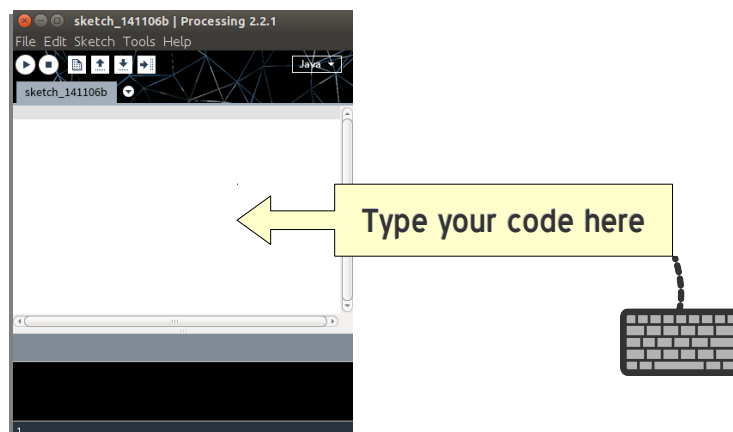 sketch_141106b | Processing 2.2.1
File Edit Sketch Tools Help
Java
sketch_141106b
Type your code here
1